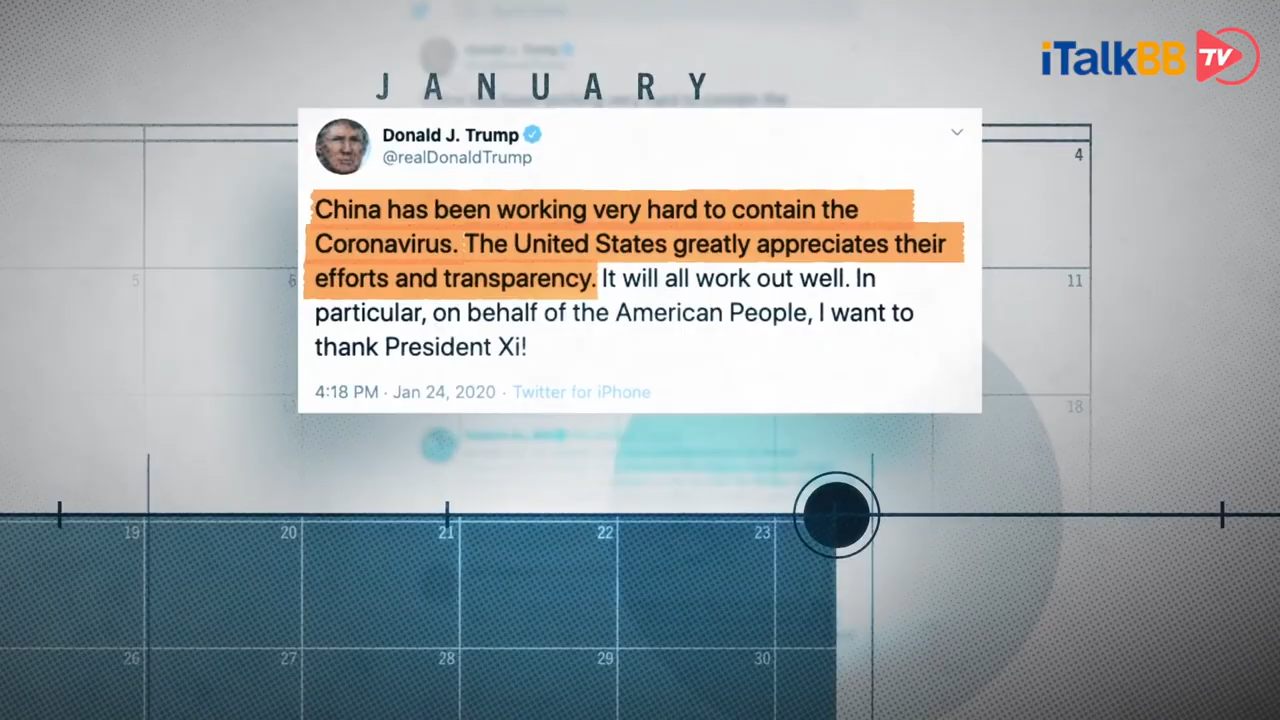 iTalkBB TV
JANUARY
Donald J. Trump
@realDonaldTrump
China has been working very hard to contain the
Coronavirus. The United States greatly appreciates their
efforts and transparency. It will all work out well. In
particular, on behalf of the American People, I want to
thank President Xi!
4:18 PM · Jan 24, 2020 · Twitter for iPhone
4
5
6
11
18
19
20
21
22
23
26
27
28
29
30